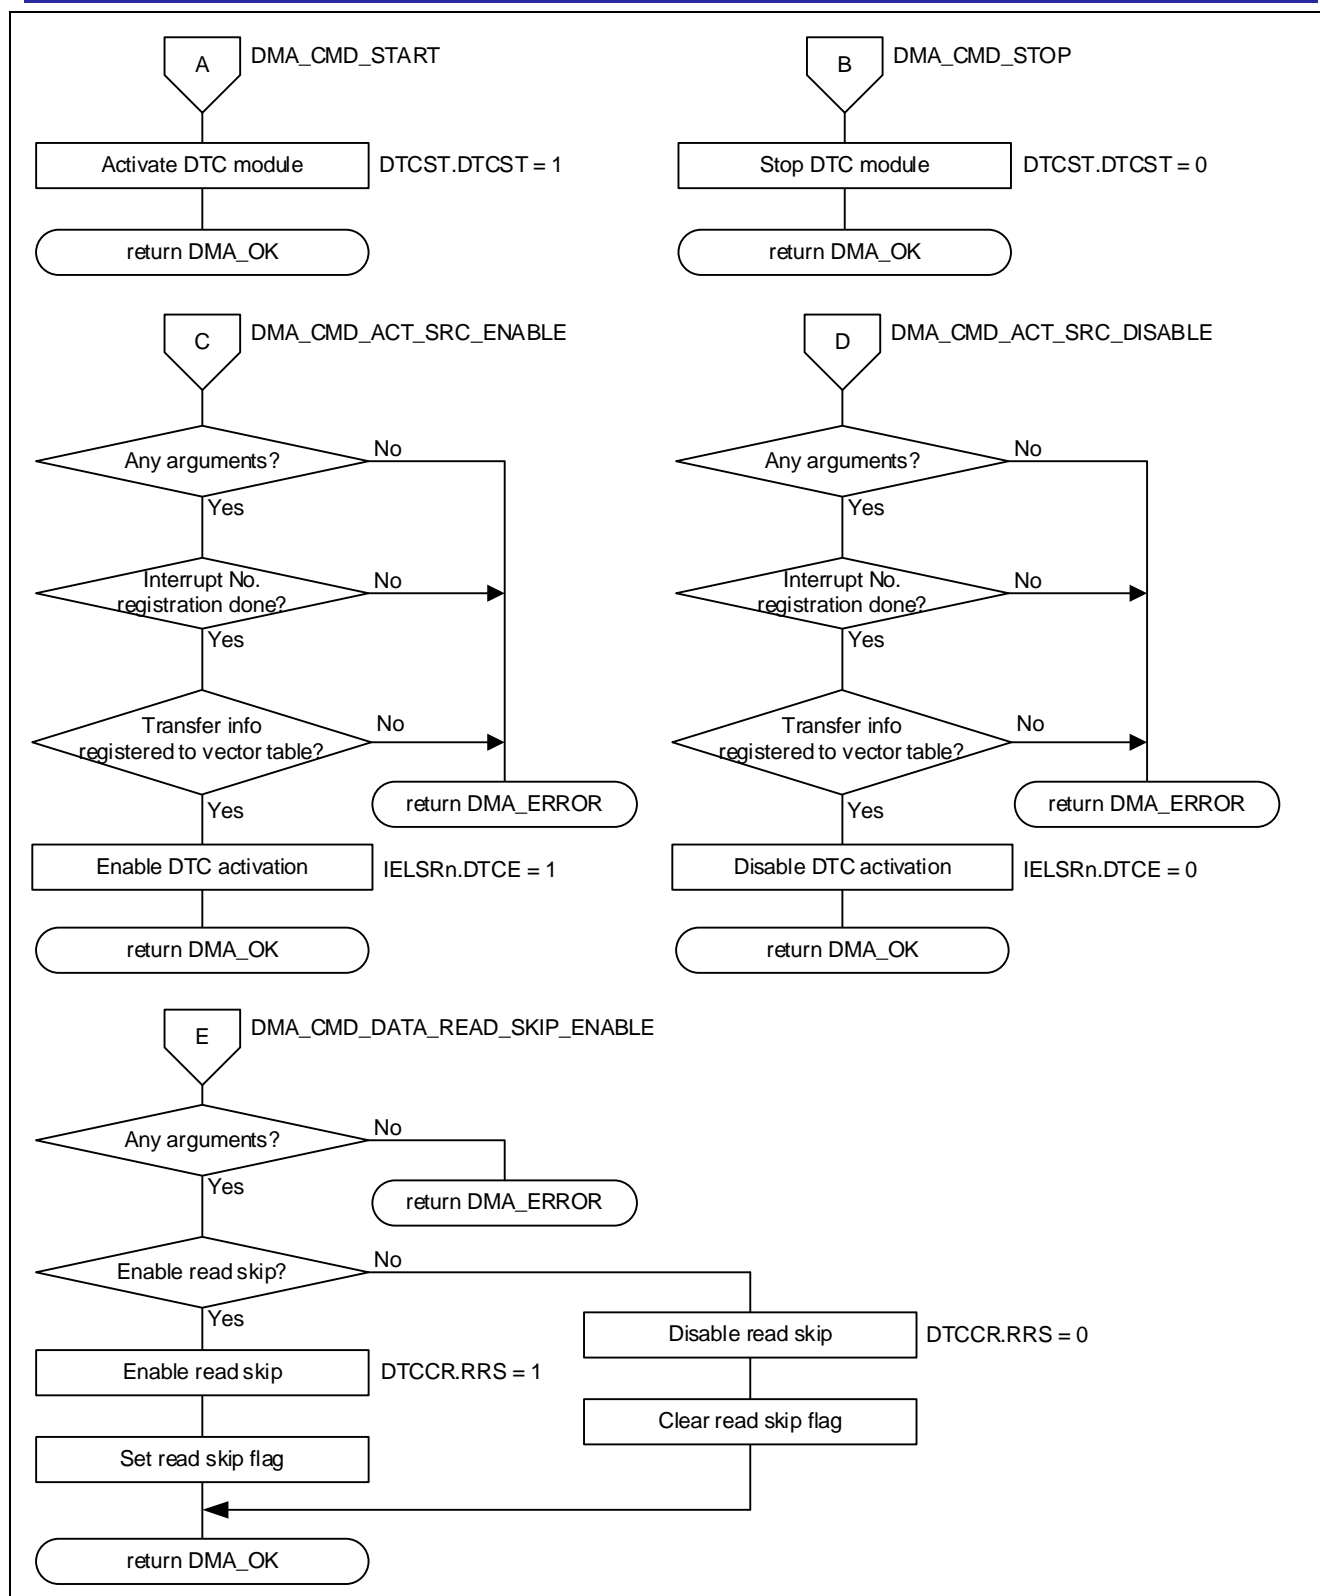 A
DMA_CMD_START
Activate DTC module
DTCST.DTCST = 1
return DMA_OK
B
DMA_CMD_STOP
Stop DTC module
DTCST.DTCST = 0
return DMA_OK
C
DMA_CMD_ACT_SRC_ENABLE
Any arguments?
No
Yes
Interrupt No.
registration done?
No
Yes
Transfer info
registered to vector table?
No
return DMA_ERROR
Yes
Enable DTC activation
IELSRn.DTCE = 1
return DMA_OK
D
DMA_CMD_ACT_SRC_DISABLE
Any arguments?
No
Yes
Interrupt No.
registration done?
No
Yes
Transfer info
registered to vector table?
No
return DMA_ERROR
Yes
Disable DTC activation
IELSRn.DTCE = 0
return DMA_OK
E
DMA_CMD_DATA_READ_SKIP_ENABLE
Any arguments?
No
return DMA_ERROR
Yes
Enable read skip?
No
Yes
Enable read skip
DTCCR.RRS = 1
Set read skip flag
Disable read skip
DTCCR.RRS = 0
Clear read skip flag
return DMA_OK